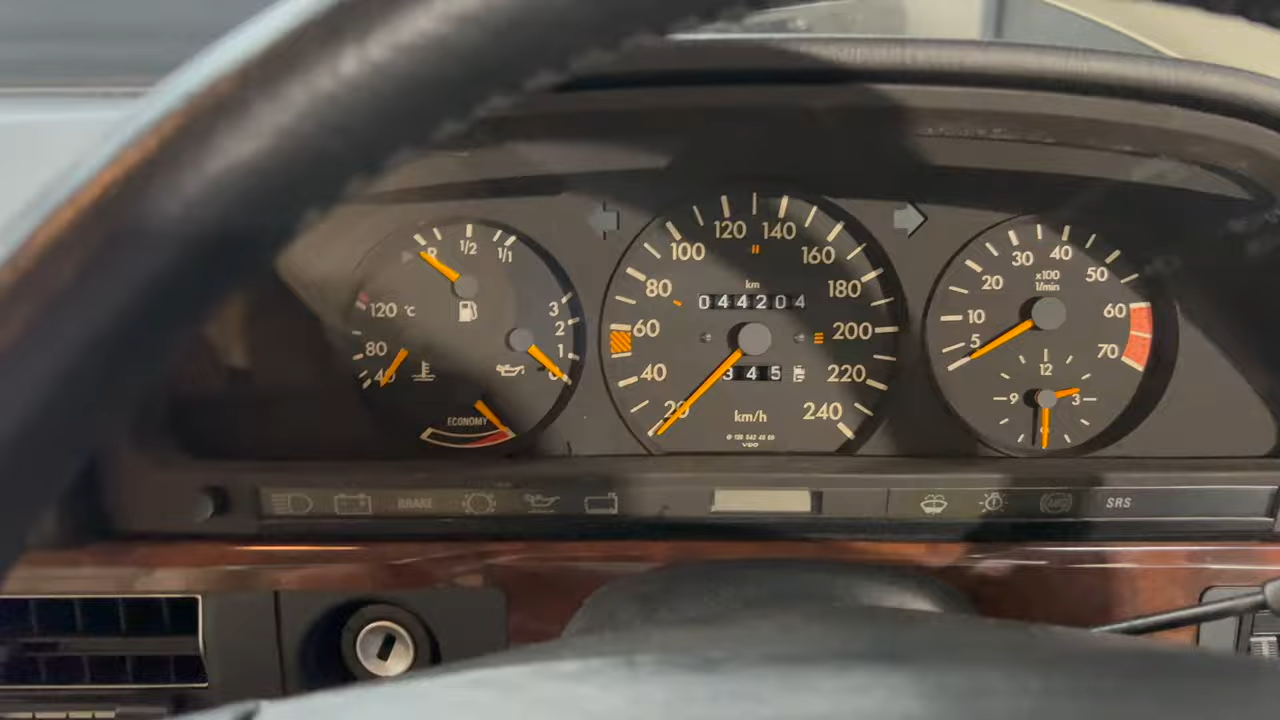 R 1/2 1/1
120 °C
80
40
3
2
1
0
ECONOMY
20 40 60 80 100 120 140 160 180 200 220 240
km
044204
345
km/h
VDO
5 10 20 30 40 50 60 70
x100
1/min
12
3
9
BRAKE
SRS